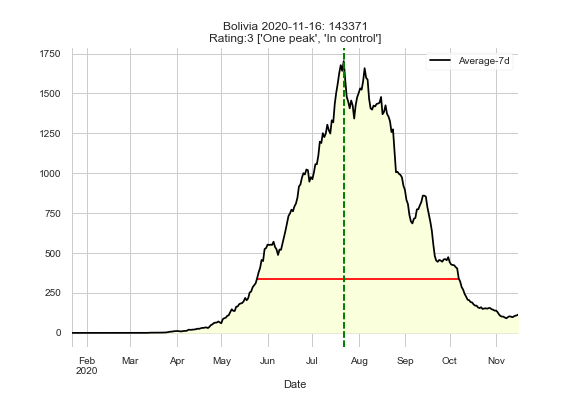 Bolivia 2020-11-16: 143371
Rating:3 ['One peak', 'In control']
Average-7d
1750
1500
1250
1000
750
500
250
0
Feb Mar Apr May Jun Jul Aug Sep Oct Nov
2020
Date